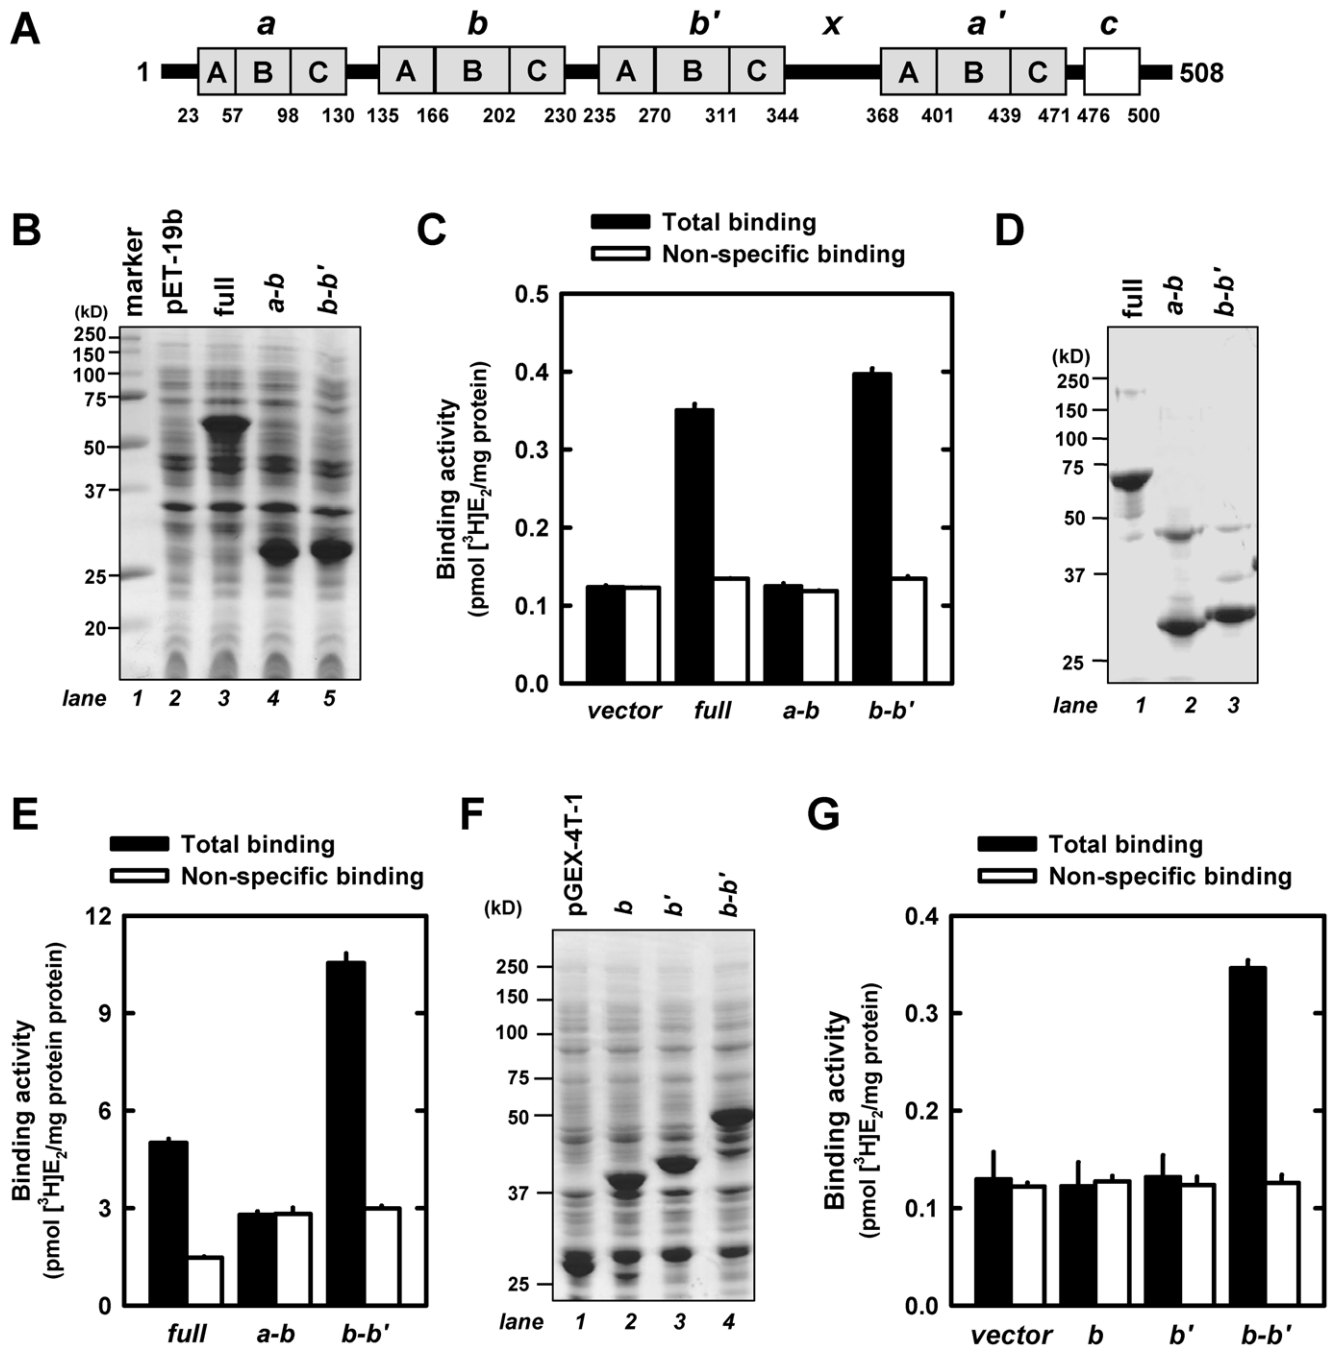 A
a b b' x a' c
1 A B C A B C A B C A B C 508
23 57 98 130 135 166 202 230 235 270 311 344 368 401 439 471 476 500
B
marker
pET-19b
full
a-b
b-b'
(kD)
250
150
100
75
50
37
25
20
lane 1 2 3 4 5
C
Total binding
Non-specific binding
Binding activity
(pmol [³H]E₂/mg protein)
0.5
0.4
0.3
0.2
0.1
0.0
vector full a-b b-b'
D
full
a-b
b-b'
(kD)
250
150
100
75
50
37
25
lane 1 2 3
E
Total binding
Non-specific binding
Binding activity
(pmol [³H]E₂/mg protein protein)
12
9
6
3
0
full a-b b-b'
F
pGEX-4T-1
b
b'
b-b'
(kD)
250
150
100
75
50
37
25
lane 1 2 3 4
G
Total binding
Non-specific binding
Binding activity
(pmol [³H]E₂/mg protein)
0.4
0.3
0.2
0.1
0.0
vector b b' b-b'